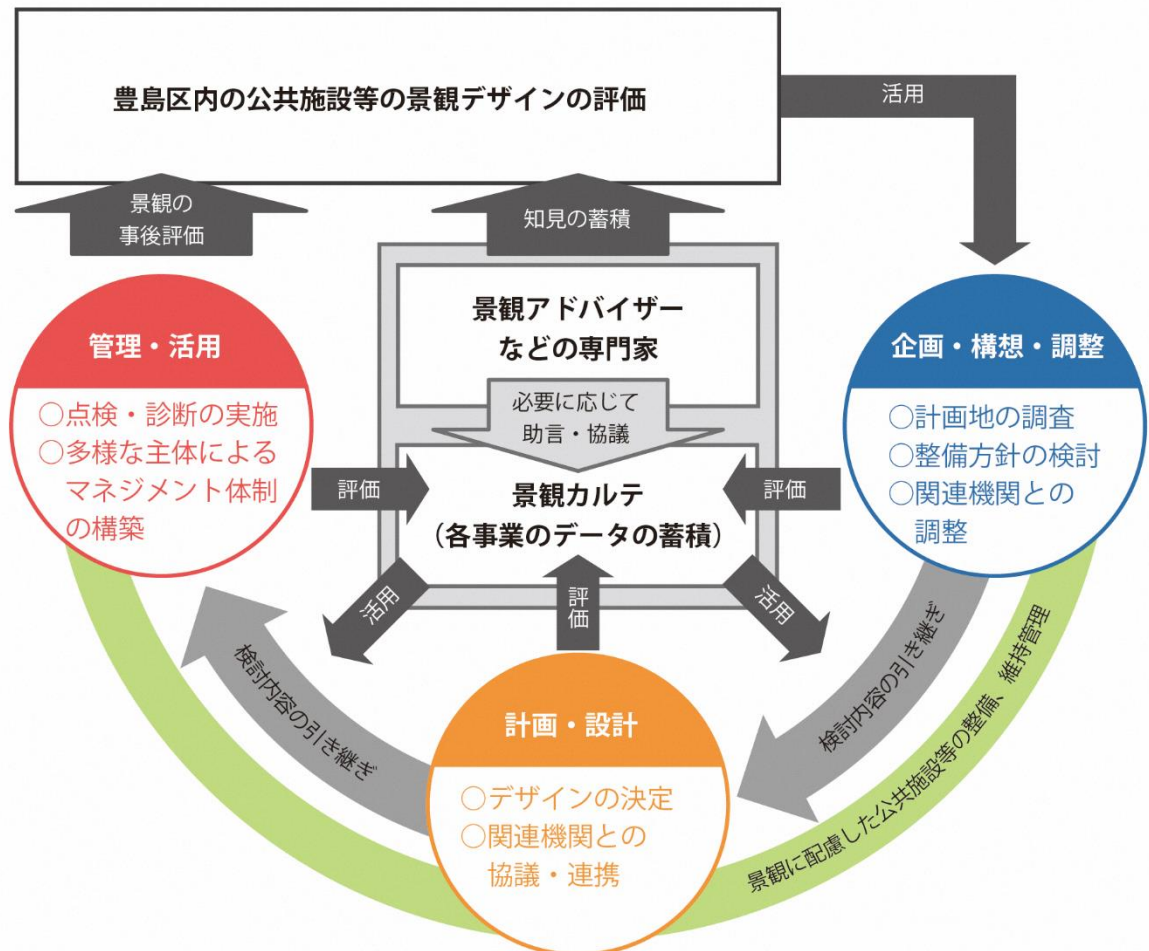 豊島区内の公共施設等の景観デザインの評価
活用
景観の
事後評価
知見の蓄積
景観アドバイザー
などの専門家
必要に応じて
助言・協議
景観カルテ
（各事業のデータの蓄積）
管理・活用
○点検・診断の実施
○多様な主体による
マネジメント体制
の構築
評価
評価
企画・構想・調整
○計画地の調査
○整備方針の検討
○関連機関との
調整
活用
評価
活用
検討内容の引き継ぎ
検討内容の引き継ぎ
景観に配慮した公共施設等の整備、維持管理
計画・設計
○デザインの決定
○関連機関との
協議・連携